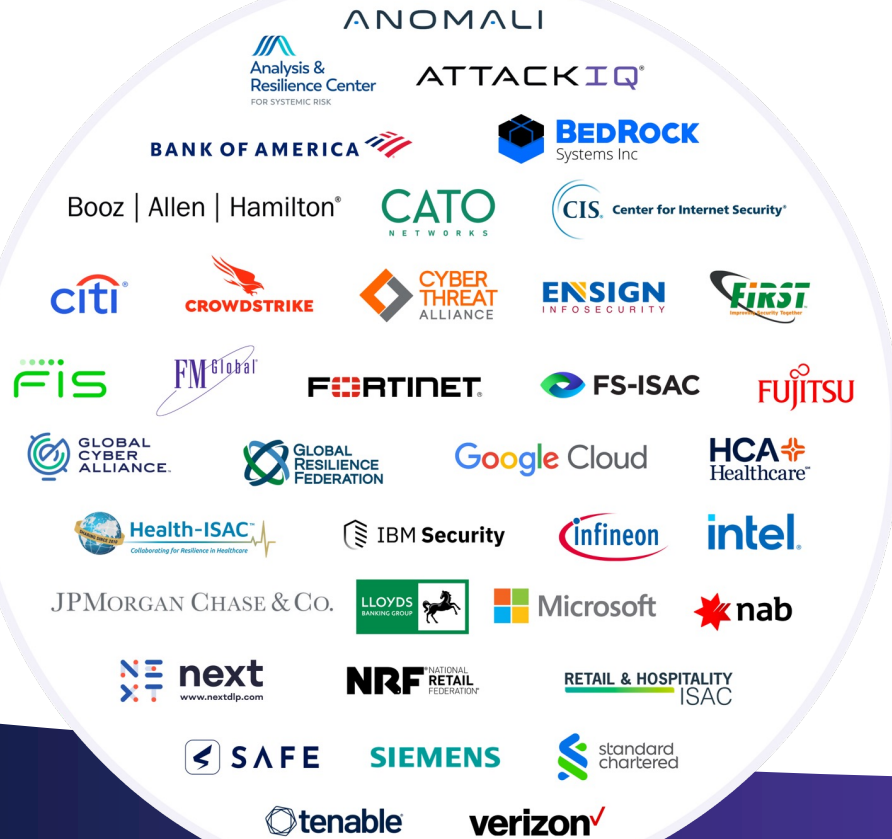 ANOMALI
Analysis &
Resilience Center
FOR SYSTEMIC RISK
ATTACKIQ®
BANK OF AMERICA
BEDROCK
Systems Inc
Booz | Allen | Hamilton®
CATO
NETWORKS
CIS. Center for Internet Security®
citi®
CROWDSTRIKE
CYBER
THREAT
ALLIANCE
ENSIGN
INFOSECURITY
FiRST
Improving Security Together
FIS
FM Global
FORTINET®
FS-ISAC
FUJITSU
GLOBAL
CYBER
ALLIANCE™
GLOBAL
RESILIENCE
FEDERATION
Google Cloud
HCA
Healthcare™
Health-ISAC™
Collaborating for Resilience in Healthcare
IBM Security
infineon
intel.
JPMORGAN CHASE & CO.
LLOYDS
BANKING GROUP
Microsoft
nab
next
www.nextdlp.com
NRF
NATIONAL
RETAIL
FEDERATION®
RETAIL & HOSPITALITY
ISAC
SAFE
SIEMENS
standard
chartered
tenable
verizon✓